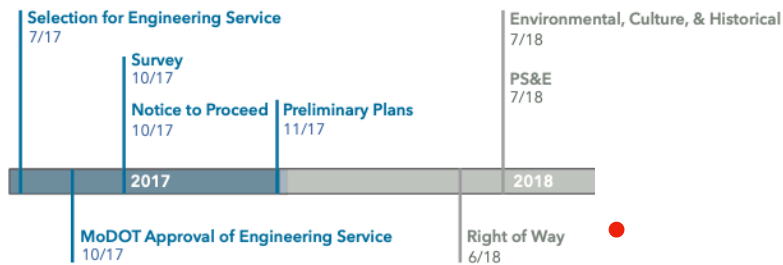 Selection for Engineering Service
7/17
Environmental, Culture, & Historical
7/18
Survey
10/17
PS&E
7/18
Notice to Proceed
10/17
Preliminary Plans
11/17
2017
2018
MoDOT Approval of Engineering Service
10/17
Right of Way
6/18